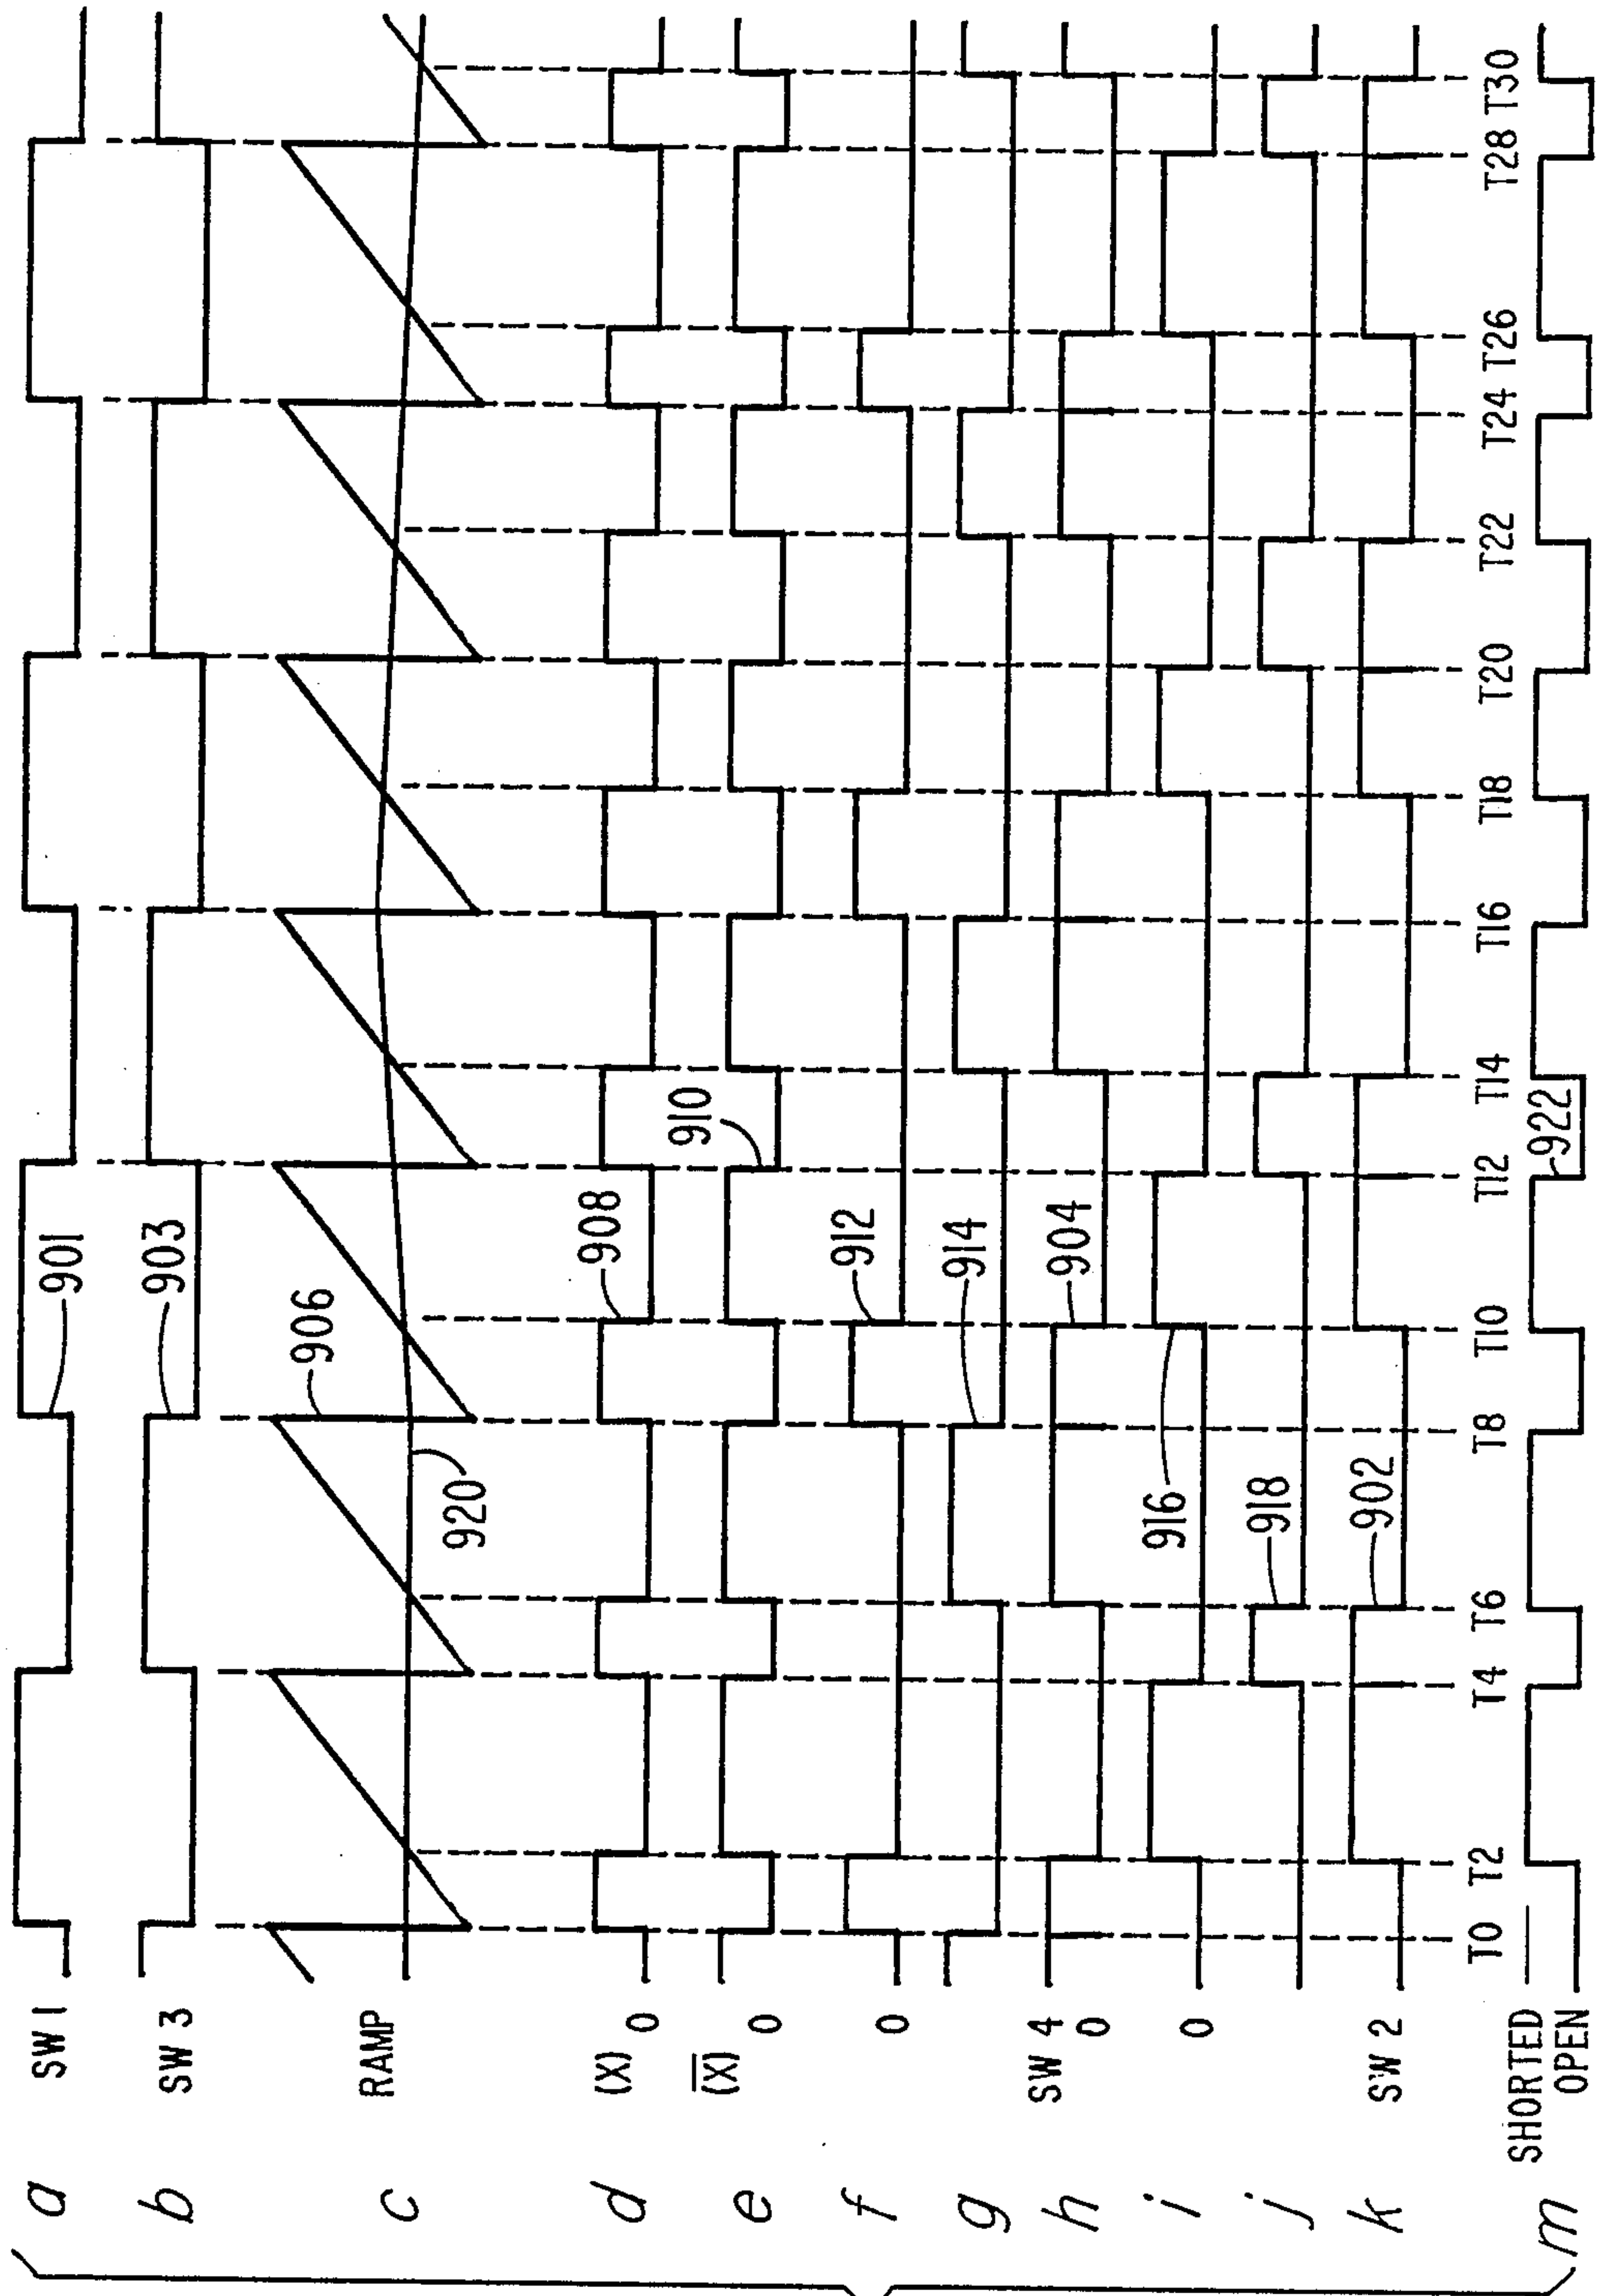 a SW 1 901
b SW 3 903
c RAMP 906 920
d (X) 0 908
e (X̅) 0 910
f 0 912
g 914
h SW 4 0 904
i 0 916
j 918
k SW 2 902
T0 T2 T4 T6 T8 T10 T12 T14 T16 T18 T20 T22 T24 T26 T28 T30
m SHORTED
OPEN 922